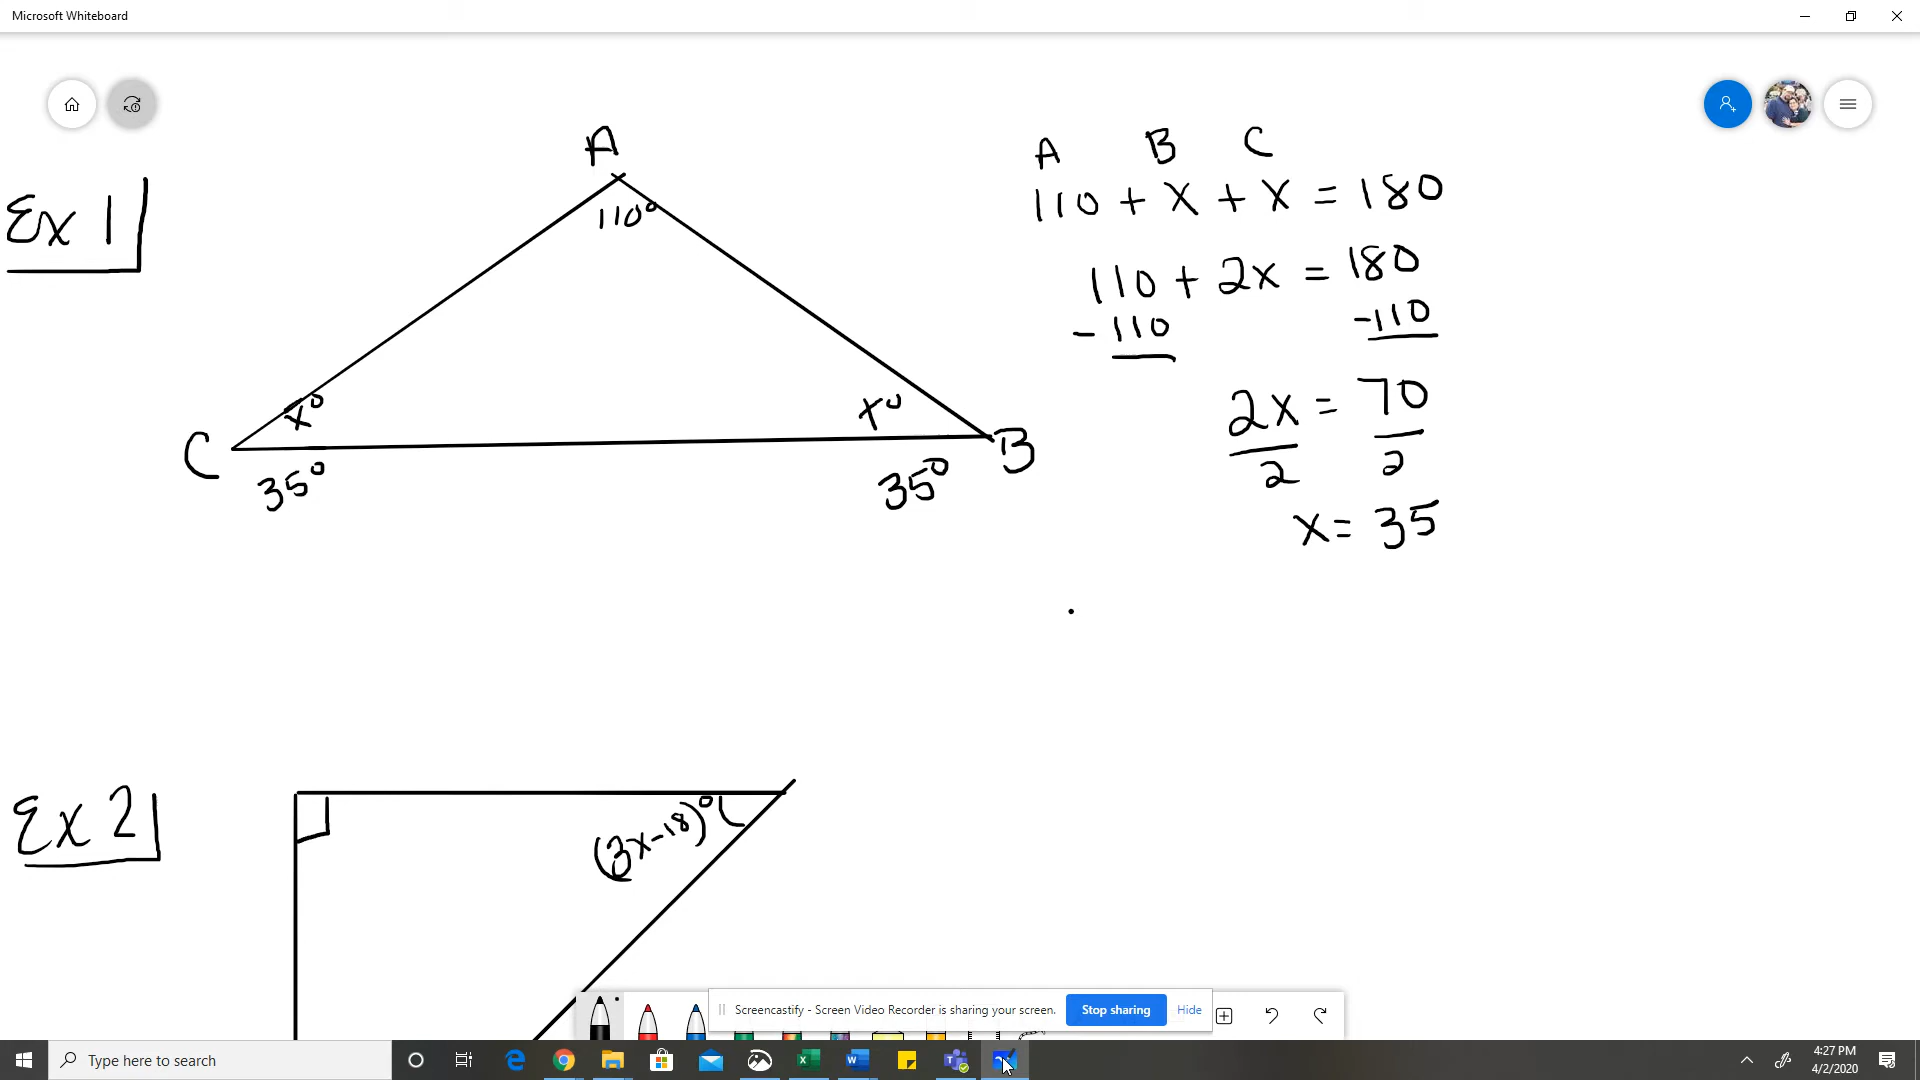 Microsoft Whiteboard
Ex 1
A
110°
x°
x°
C
B
35°
35°
A B C
110 + x + x = 180
110 + 2x = 180
-110 -110
2x = 70
2 2
x = 35
Ex 2
(3x-18)°
Screencastify - Screen Video Recorder is sharing your screen.
Stop sharing
Hide
Type here to search
4:27 PM
4/2/2020